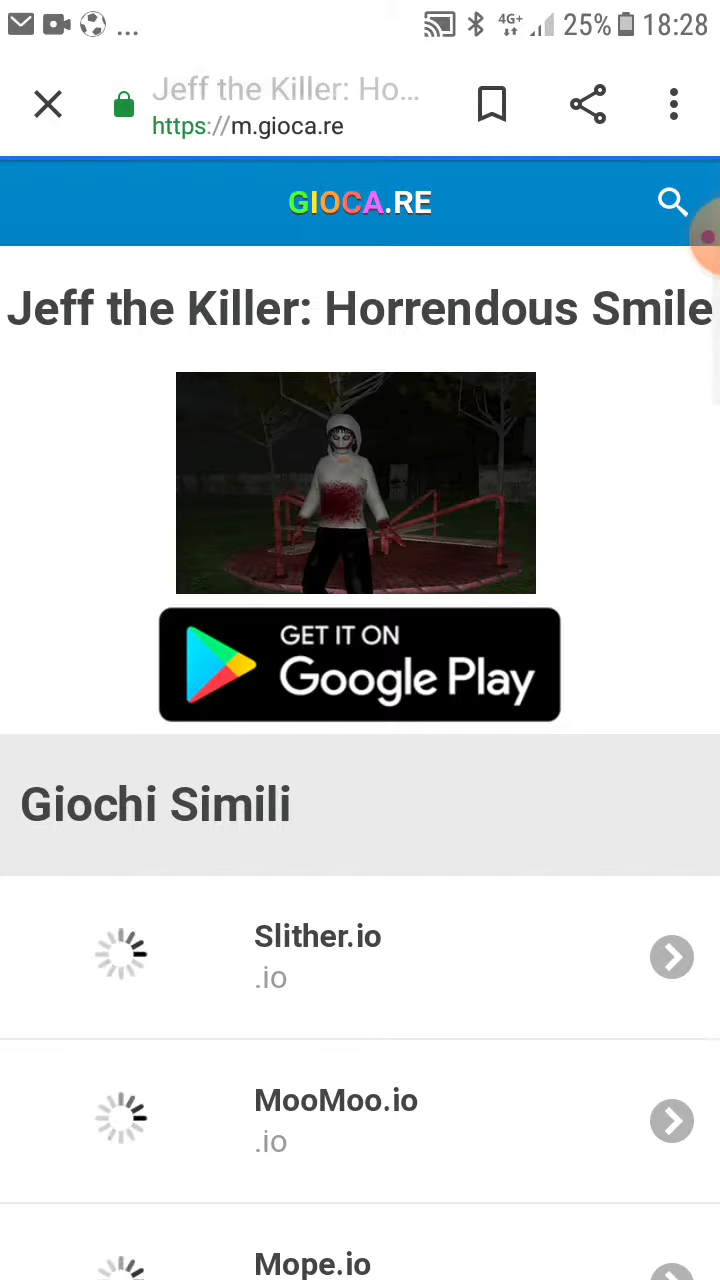 ... 4G+ 25% 18:28
Jeff the Killer: Ho...
https://m.gioca.re
GIOCA.RE
Jeff the Killer: Horrendous Smile
GET IT ON
Google Play
Giochi Simili
Slither.io
.io
MooMoo.io
.io
Mope.io